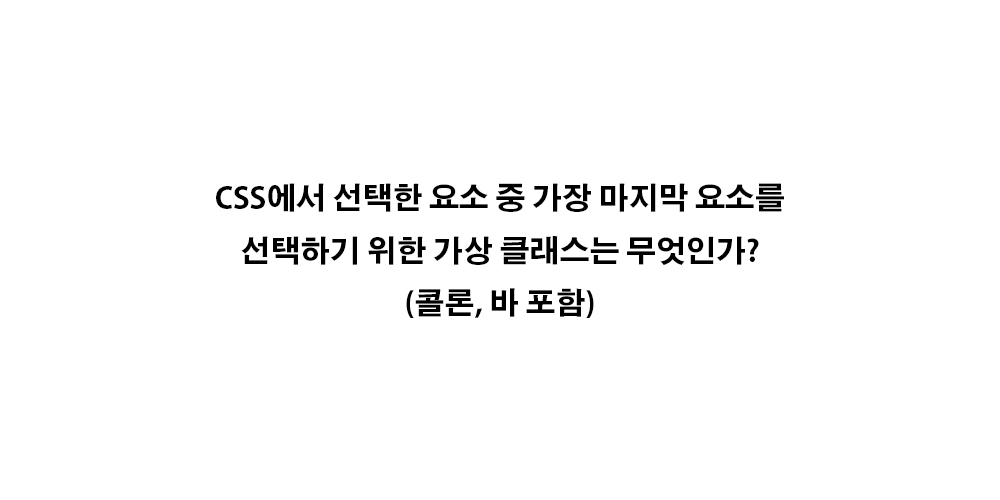 CSS에서 선택한 요소 중 가장 마지막 요소를
선택하기 위한 가상 클래스는 무엇인가?
(콜론, 바 포함)